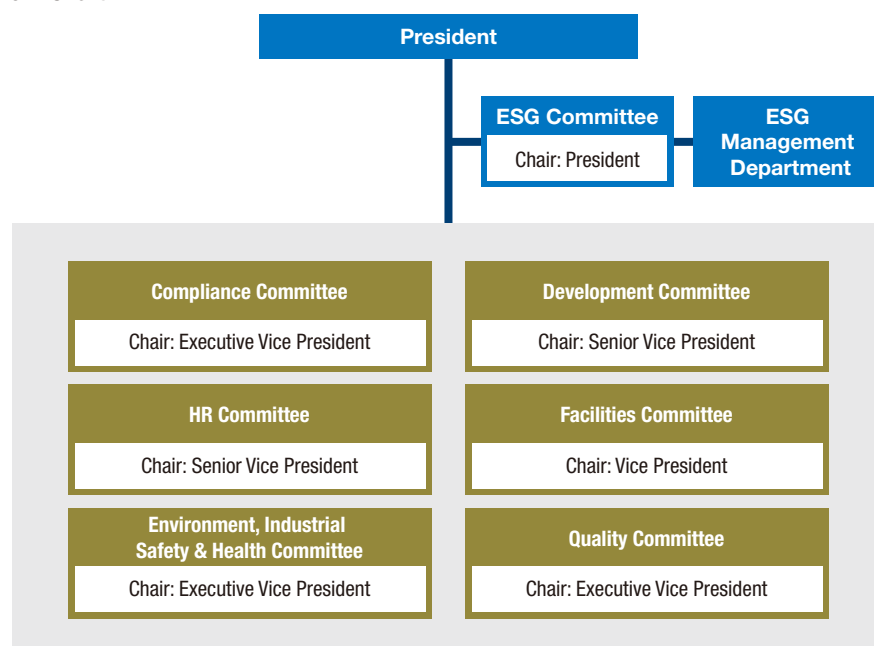 President
ESG Committee
Chair: President
ESG
Management
Department
Compliance Committee
Chair: Executive Vice President
Development Committee
Chair: Senior Vice President
HR Committee
Chair: Senior Vice President
Facilities Committee
Chair: Vice President
Environment, Industrial
Safety & Health Committee
Chair: Executive Vice President
Quality Committee
Chair: Executive Vice President